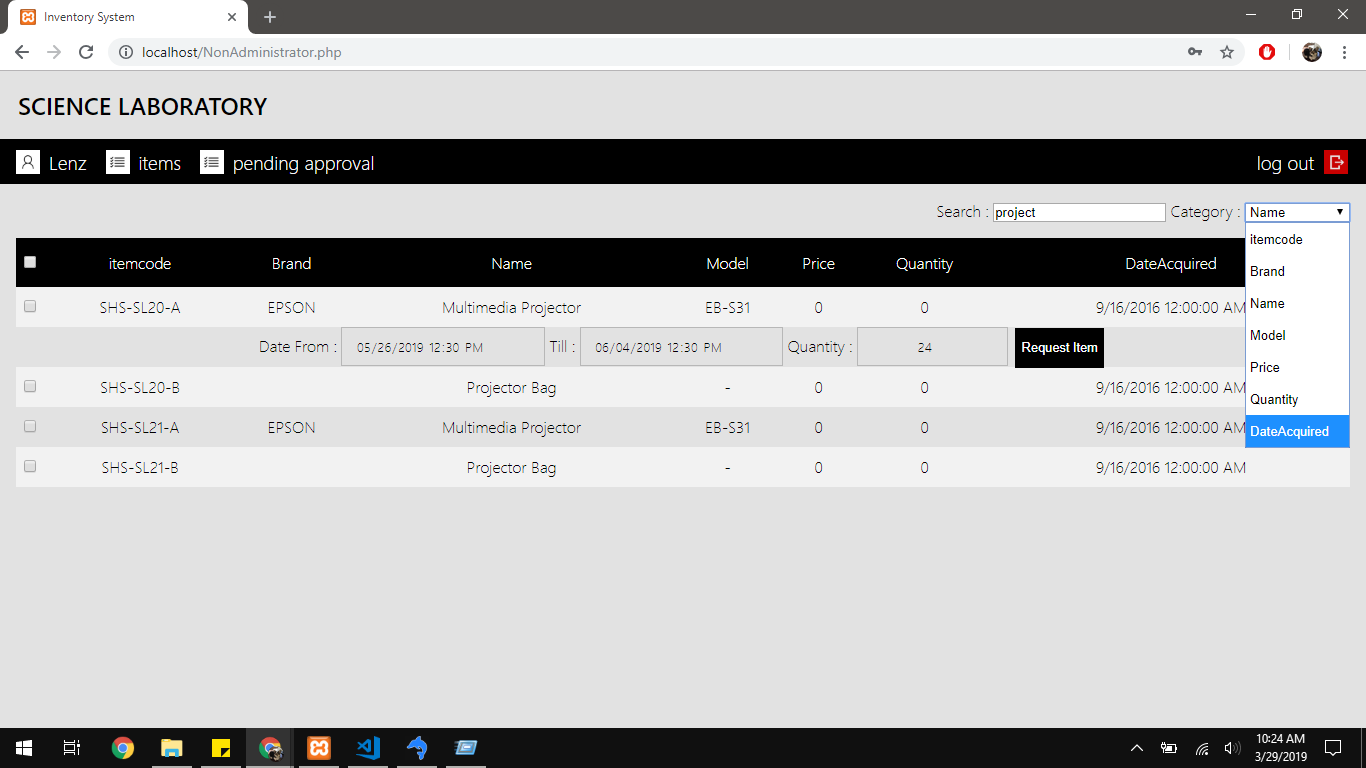 Inventory System
localhost/NonAdministrator.php
SCIENCE LABORATORY
Lenz items pending approval log out
Search : project Category : Name
itemcode
Brand
Name
Model
Price
Quantity
DateAcquired
itemcode Brand Name Model Price Quantity DateAcquired
SHS-SL20-A EPSON Multimedia Projector EB-S31 0 0 9/16/2016 12:00:00 AM
Date From : 05/26/2019 12:30 PM Till : 06/04/2019 12:30 PM Quantity : 24 Request Item
SHS-SL20-B Projector Bag - 0 0 9/16/2016 12:00:00 AM
SHS-SL21-A EPSON Multimedia Projector EB-S31 0 0 9/16/2016 12:00:00 AM
SHS-SL21-B Projector Bag - 0 0 9/16/2016 12:00:00 AM
10:24 AM
3/29/2019